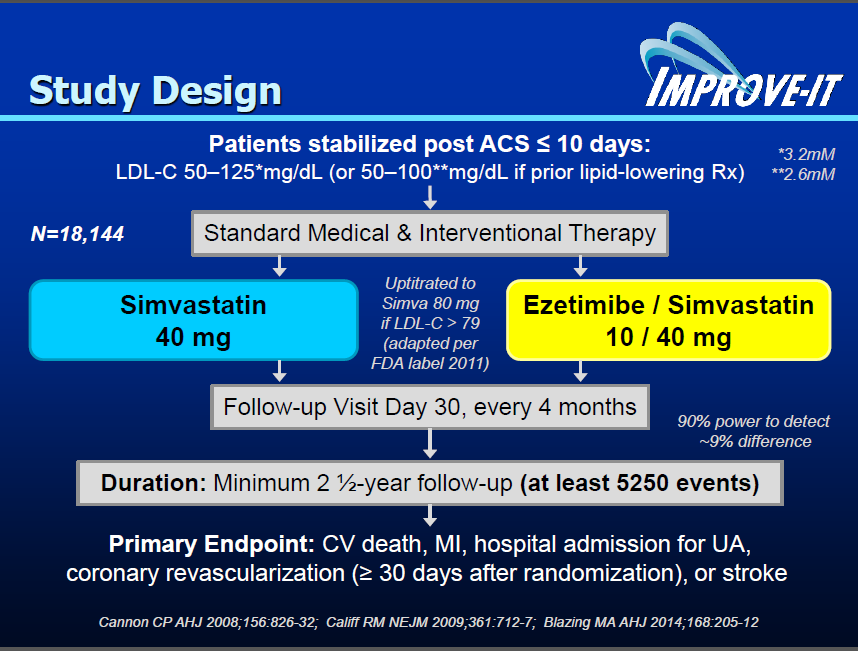 Study Design
IMPROVE-IT
Patients stabilized post ACS ≤ 10 days:
LDL-C 50–125*mg/dL (or 50–100**mg/dL if prior lipid-lowering Rx)
*3.2mM
**2.6mM
N=18,144
Standard Medical & Interventional Therapy
Simvastatin
40 mg
Uptitrated to
Simva 80 mg
if LDL-C > 79
(adapted per
FDA label 2011)
Ezetimibe / Simvastatin
10 / 40 mg
Follow-up Visit Day 30, every 4 months
90% power to detect
~9% difference
Duration: Minimum 2 ½-year follow-up (at least 5250 events)
Primary Endpoint: CV death, MI, hospital admission for UA,
coronary revascularization (≥ 30 days after randomization), or stroke
Cannon CP AHJ 2008;156:826-32; Califf RM NEJM 2009;361:712-7; Blazing MA AHJ 2014;168:205-12